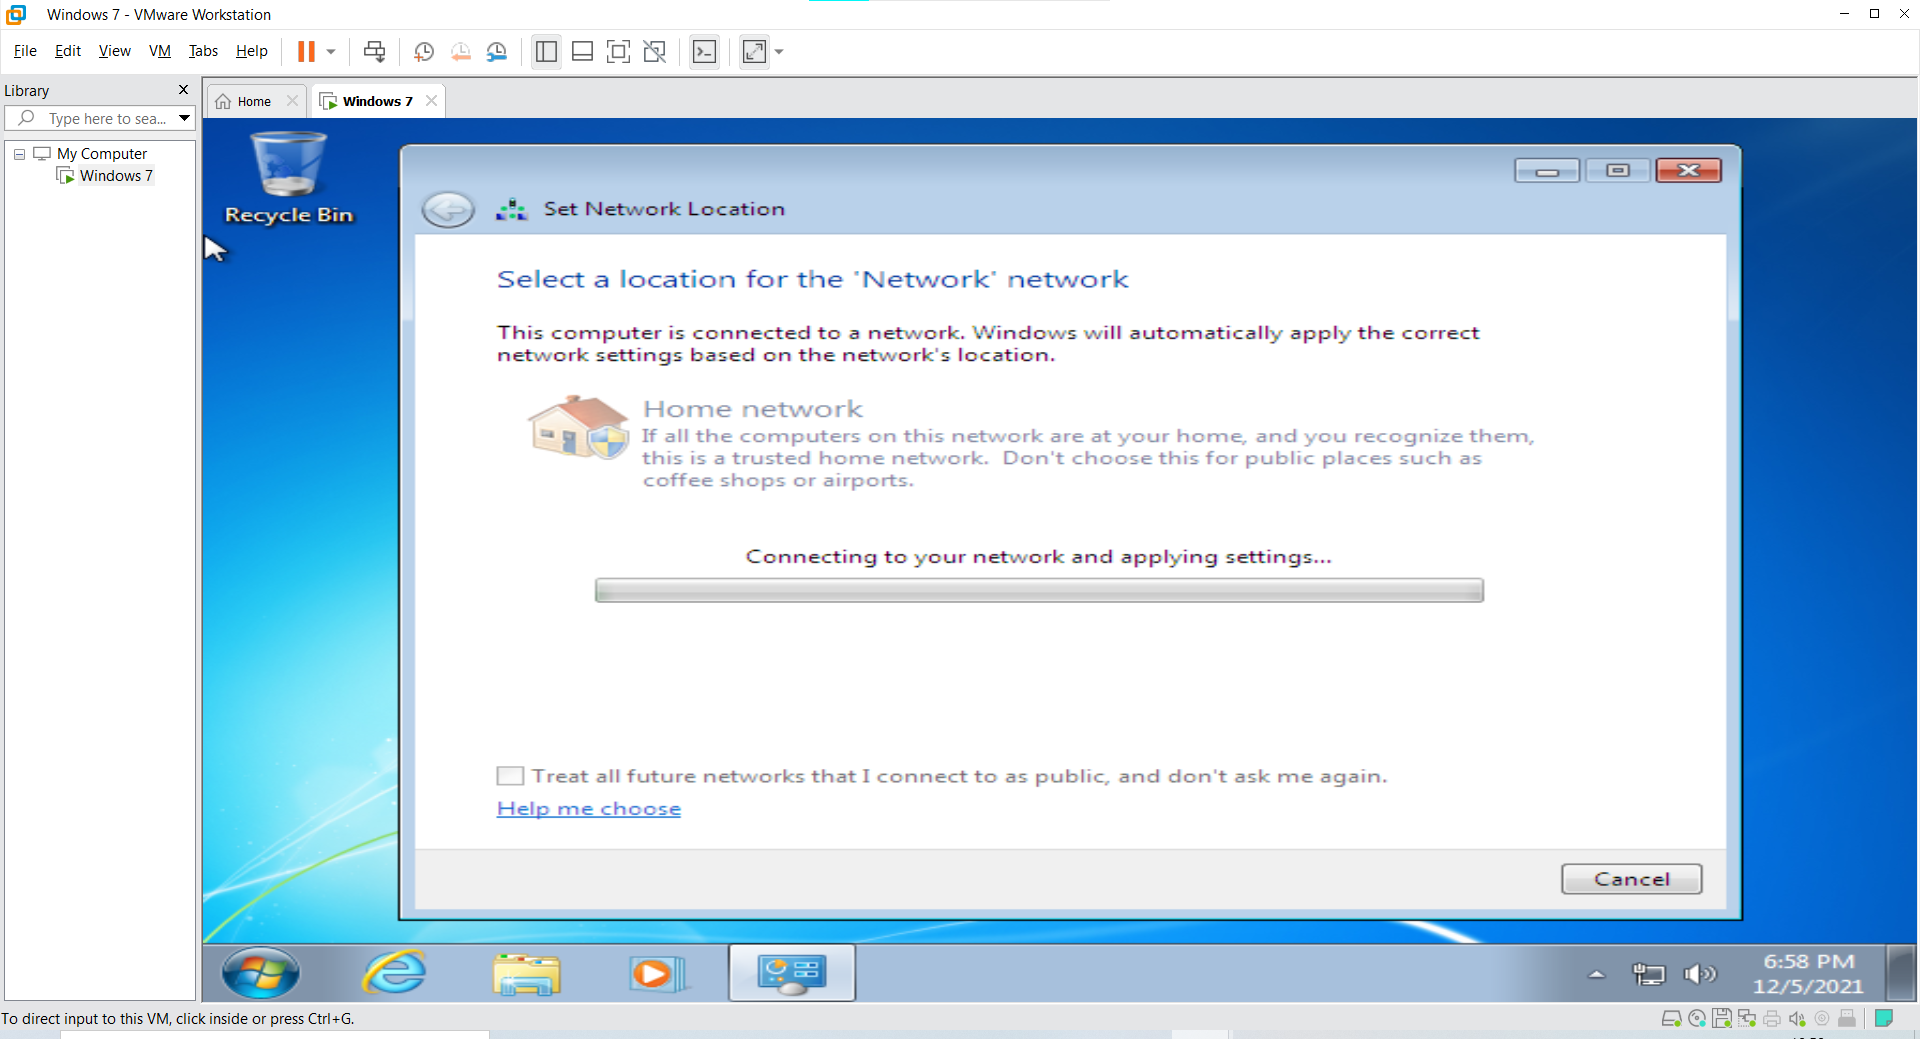 Windows 7 - VMware Workstation
File Edit View VM Tabs Help
Library
Type here to sea...
My Computer
Windows 7
Home
Windows 7
Recycle Bin
Set Network Location
Select a location for the 'Network' network
This computer is connected to a network. Windows will automatically apply the correct
network settings based on the network's location.
Home network
If all the computers on this network are at your home, and you recognize them,
this is a trusted home network.  Don't choose this for public places such as
coffee shops or airports.
Connecting to your network and applying settings...
Treat all future networks that I connect to as public, and don't ask me again.
Help me choose
Cancel
6:58 PM
12/5/2021
To direct input to this VM, click inside or press Ctrl+G.